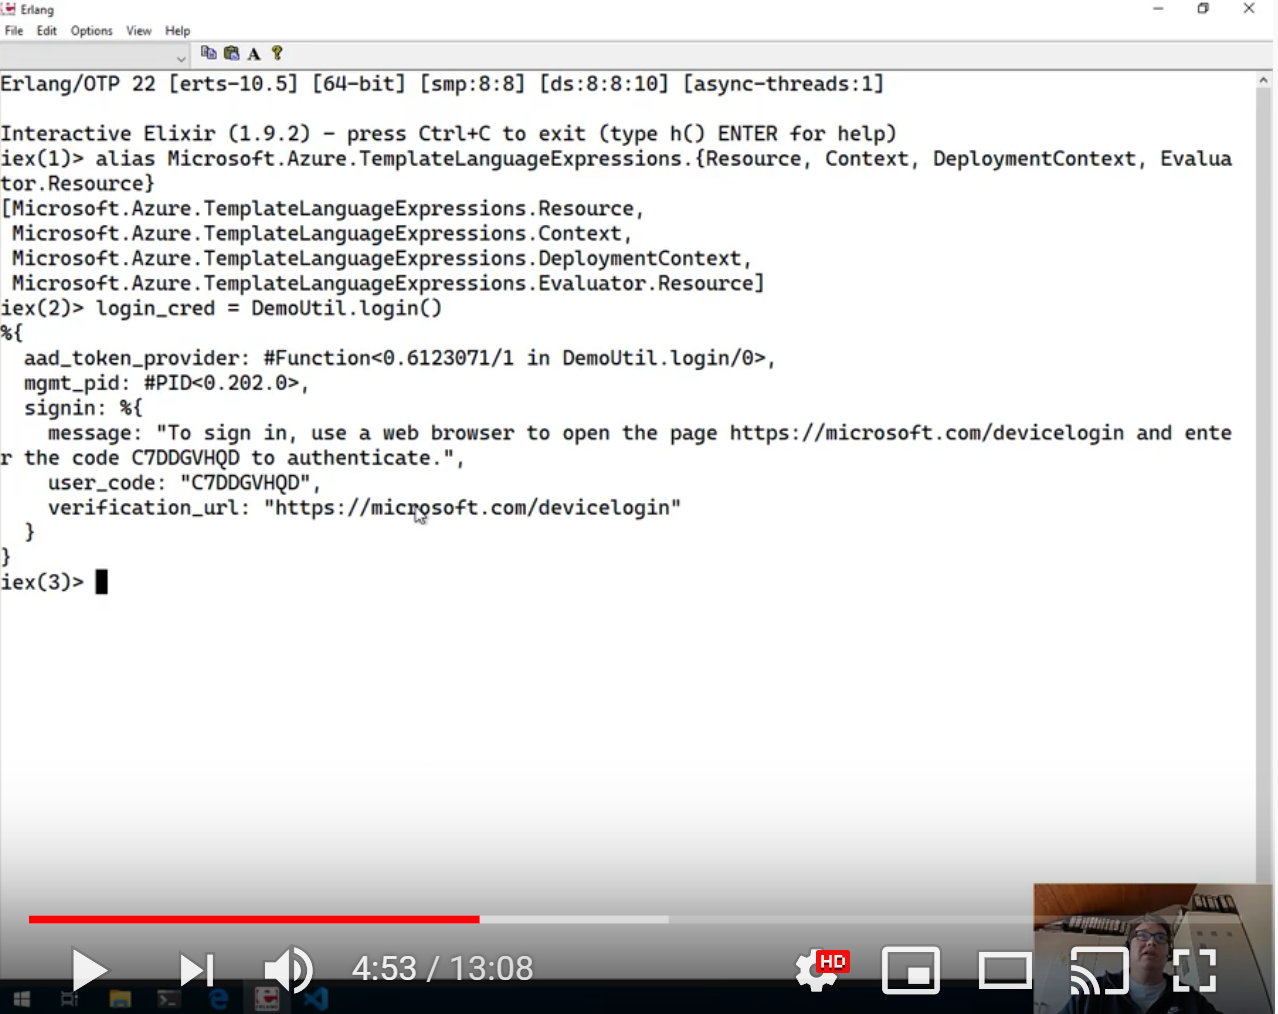 Erlang
File Edit Options View Help
Erlang/OTP 22 [erts-10.5] [64-bit] [smp:8:8] [ds:8:8:10] [async-threads:1]
Interactive Elixir (1.9.2) - press Ctrl+C to exit (type h() ENTER for help)
iex(1)> alias Microsoft.Azure.TemplateLanguageExpressions.{Resource, Context, DeploymentContext, Evalua
tor.Resource}
[Microsoft.Azure.TemplateLanguageExpressions.Resource,
 Microsoft.Azure.TemplateLanguageExpressions.Context,
 Microsoft.Azure.TemplateLanguageExpressions.DeploymentContext,
 Microsoft.Azure.TemplateLanguageExpressions.Evaluator.Resource]
iex(2)> login_cred = DemoUtil.login()
%{
  aad_token_provider: #Function<0.6123071/1 in DemoUtil.login/0>,
  mgmt_pid: #PID<0.202.0>,
  signin: %{
    message: "To sign in, use a web browser to open the page https://microsoft.com/devicelogin and ente
r the code C7DDGVHQD to authenticate.",
    user_code: "C7DDGVHQD",
    verification_url: "https://microsoft.com/devicelogin"
  }
}
iex(3)>
4:53 / 13:08
HD